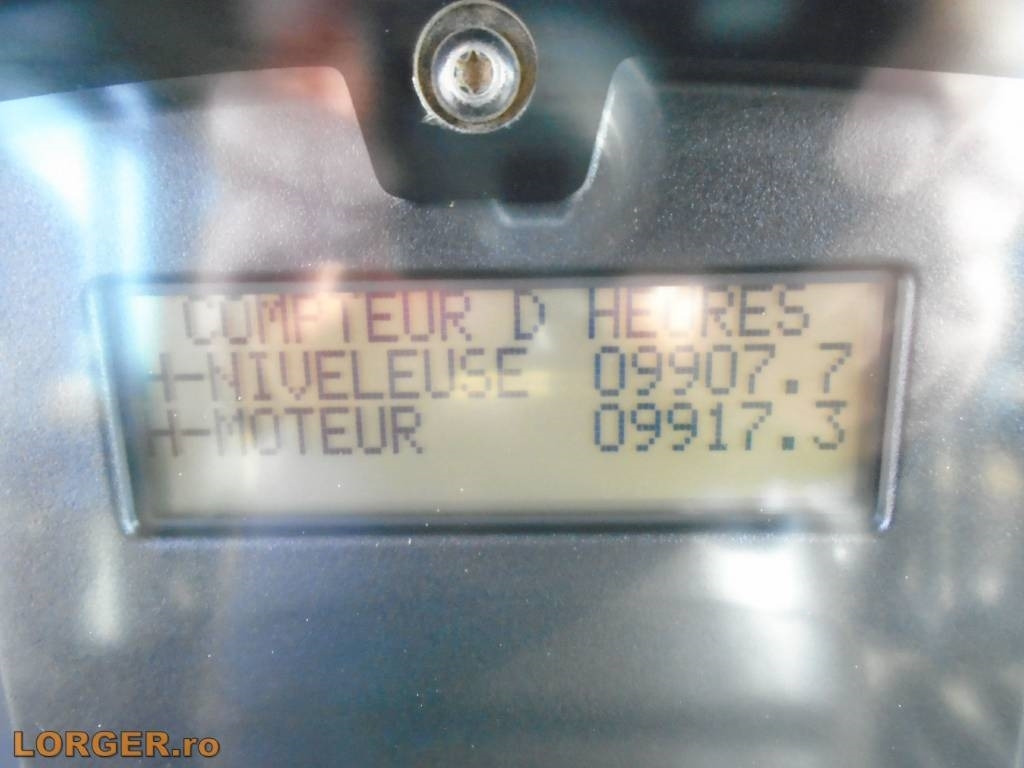 COMPTEUR D HEURES
H-NIVELEUSE 09907.7
H-MOTEUR 09917.3
LORGER.ro